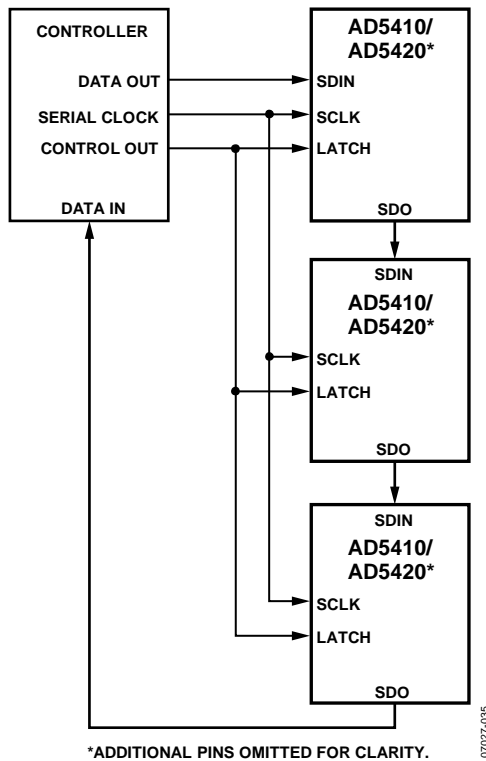 CONTROLLER
DATA OUT
SERIAL CLOCK
CONTROL OUT
DATA IN
AD5410/
AD5420*
SDIN
SCLK
LATCH
SDO
SDIN
AD5410/
AD5420*
SCLK
LATCH
SDO
SDIN
AD5410/
AD5420*
SCLK
LATCH
SDO
*ADDITIONAL PINS OMITTED FOR CLARITY.
07027-035